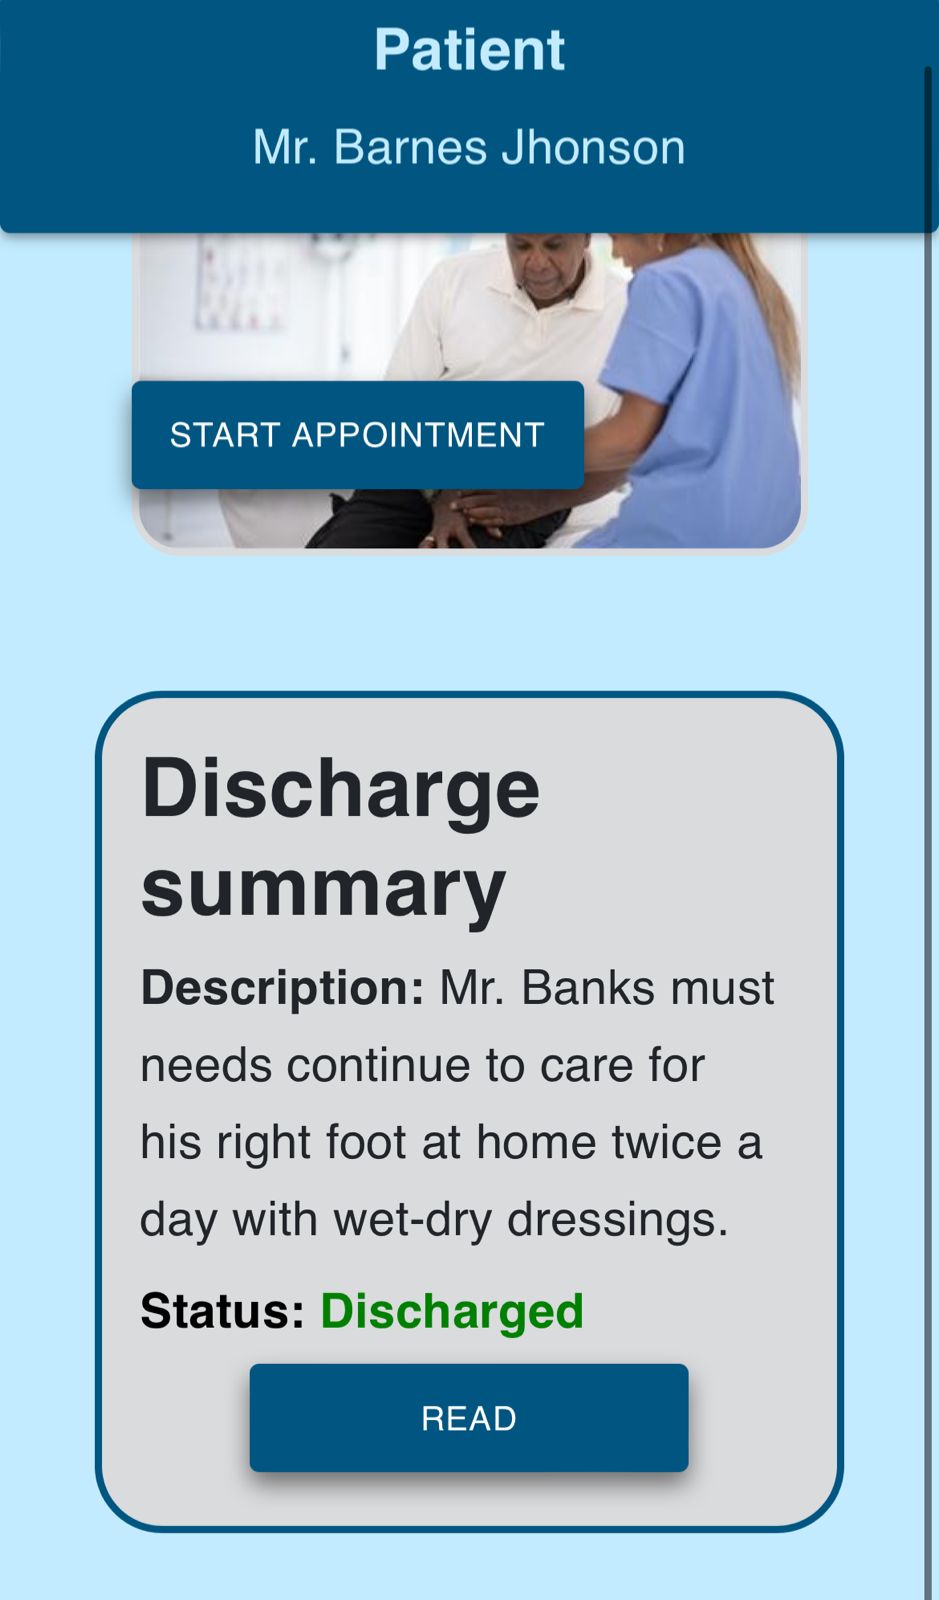 Patient
Mr. Barnes Jhonson
START APPOINTMENT
Discharge
summary
Description: Mr. Banks must
needs continue to care for
his right foot at home twice a
day with wet-dry dressings.
Status: Discharged
READ